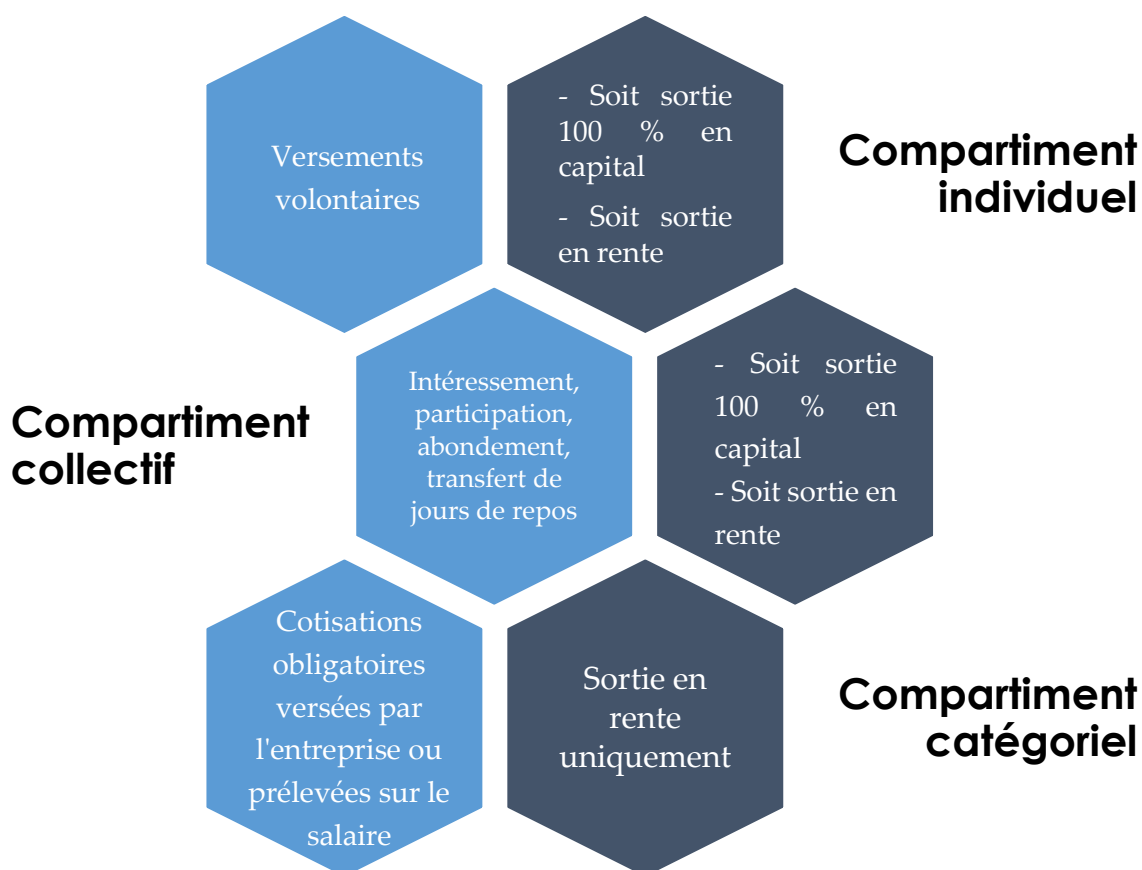 Versements
volontaires
- Soit sortie
100 % en
capital
- Soit sortie
en rente
Compartiment
individuel
Compartiment
collectif
Intéressement,
participation,
abondement,
transfert de
jours de repos
- Soit sortie
100 % en
capital
- Soit sortie en
rente
Cotisations
obligatoires
versées par
l'entreprise ou
prélevées sur le
salaire
Sortie en
rente
uniquement
Compartiment
catégoriel